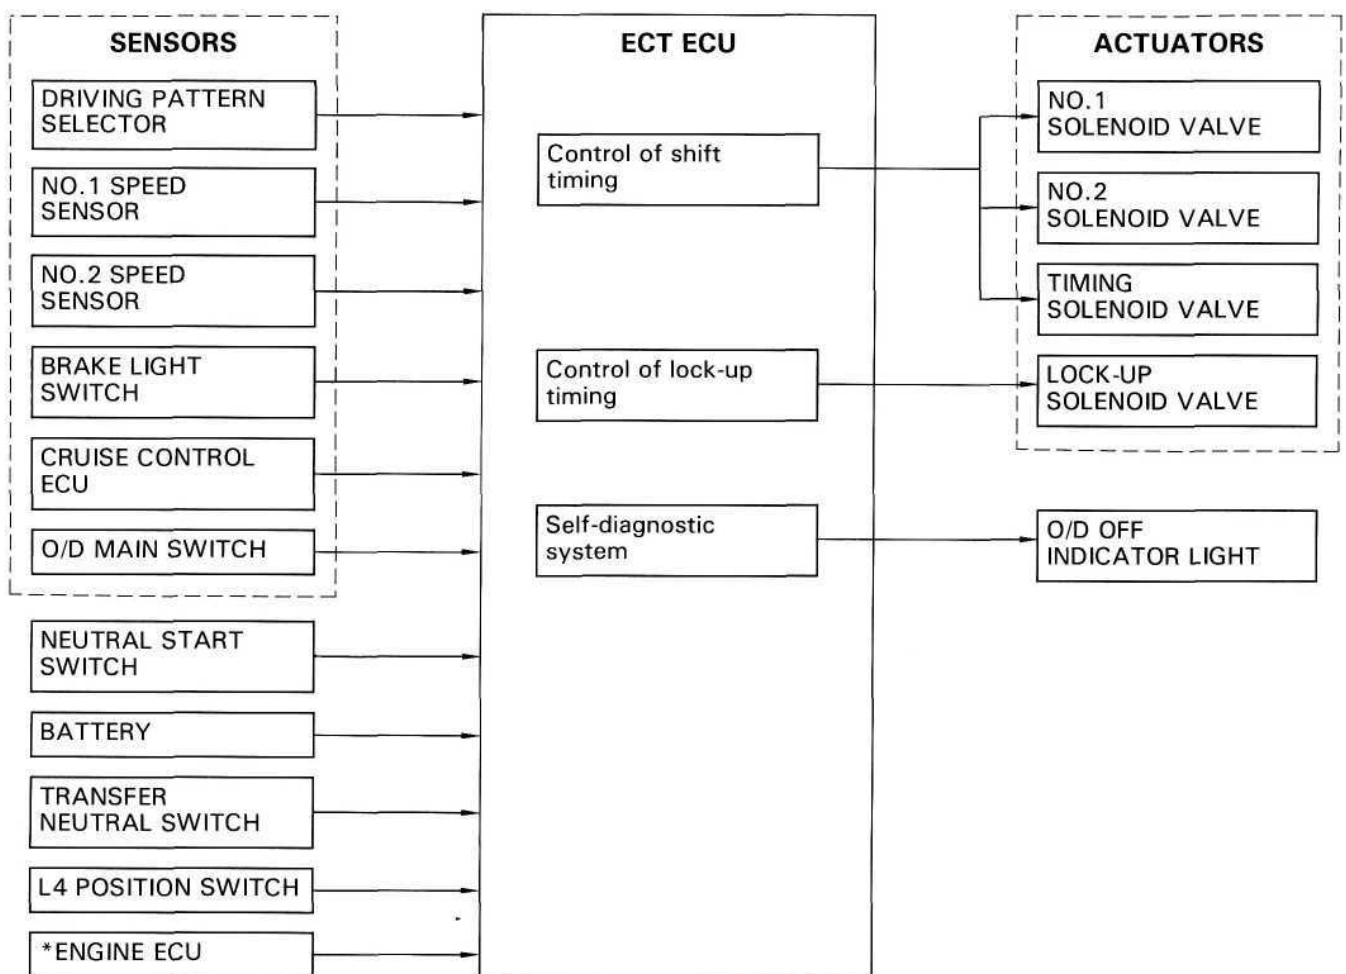 SENSORS
DRIVING PATTERN
SELECTOR
NO.1 SPEED
SENSOR
NO.2 SPEED
SENSOR
BRAKE LIGHT
SWITCH
CRUISE CONTROL
ECU
O/D MAIN SWITCH
NEUTRAL START
SWITCH
BATTERY
TRANSFER
NEUTRAL SWITCH
L4 POSITION SWITCH
*ENGINE ECU
ECT ECU
Control of shift
timing
Control of lock-up
timing
Self-diagnostic
system
ACTUATORS
NO.1
SOLENOID VALVE
NO.2
SOLENOID VALVE
TIMING
SOLENOID VALVE
LOCK-UP
SOLENOID VALVE
O/D OFF
INDICATOR LIGHT